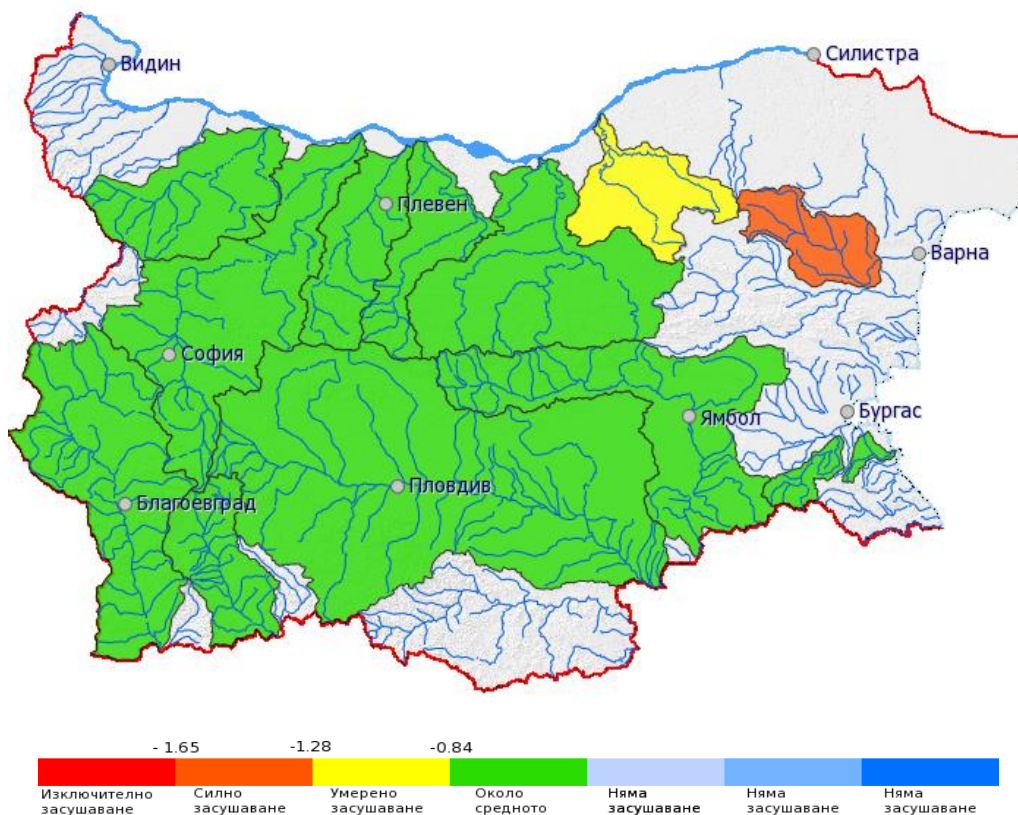 Силистра
Видин
Плевен
Варна
София
Бургас
Ямбол
Пловдив
Благоевград
- 1.65 -1.28 -0.84
Изключително Силно Умерено Около Няма Няма Няма
засушаване засушаване засушаване средното засушаване засушаване засушаване